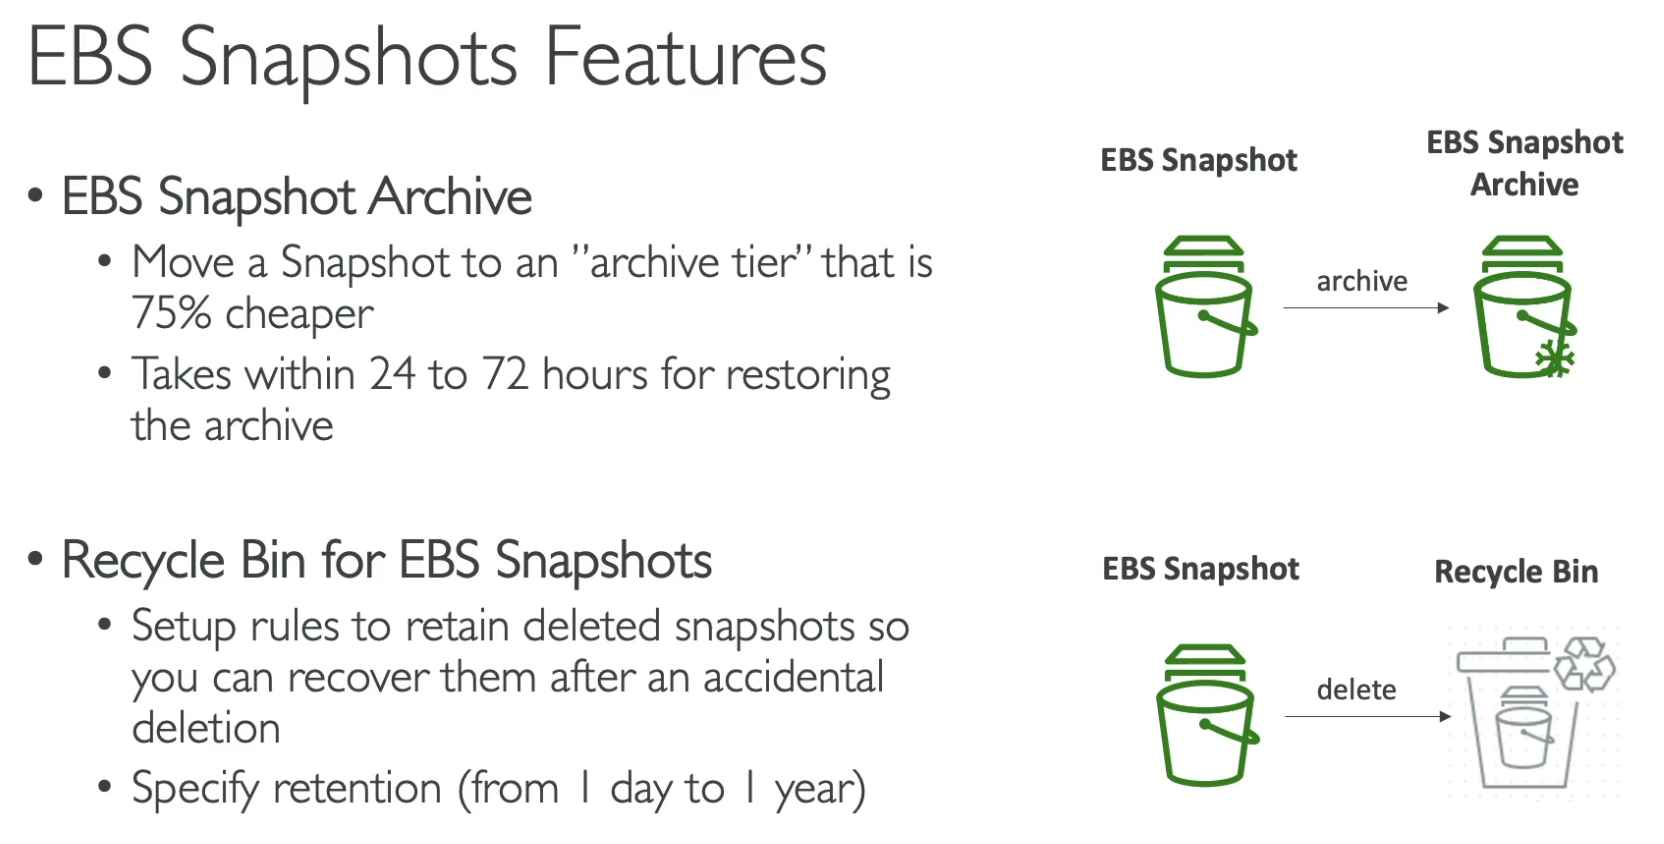 EBS Snapshots Features
• EBS Snapshot Archive
• Move a Snapshot to an ”archive tier” that is
75% cheaper
• Takes within 24 to 72 hours for restoring
the archive
EBS Snapshot
EBS Snapshot
Archive
archive
• Recycle Bin for EBS Snapshots
• Setup rules to retain deleted snapshots so
you can recover them after an accidental
deletion
• Specify retention (from 1 day to 1 year)
EBS Snapshot
Recycle Bin
delete